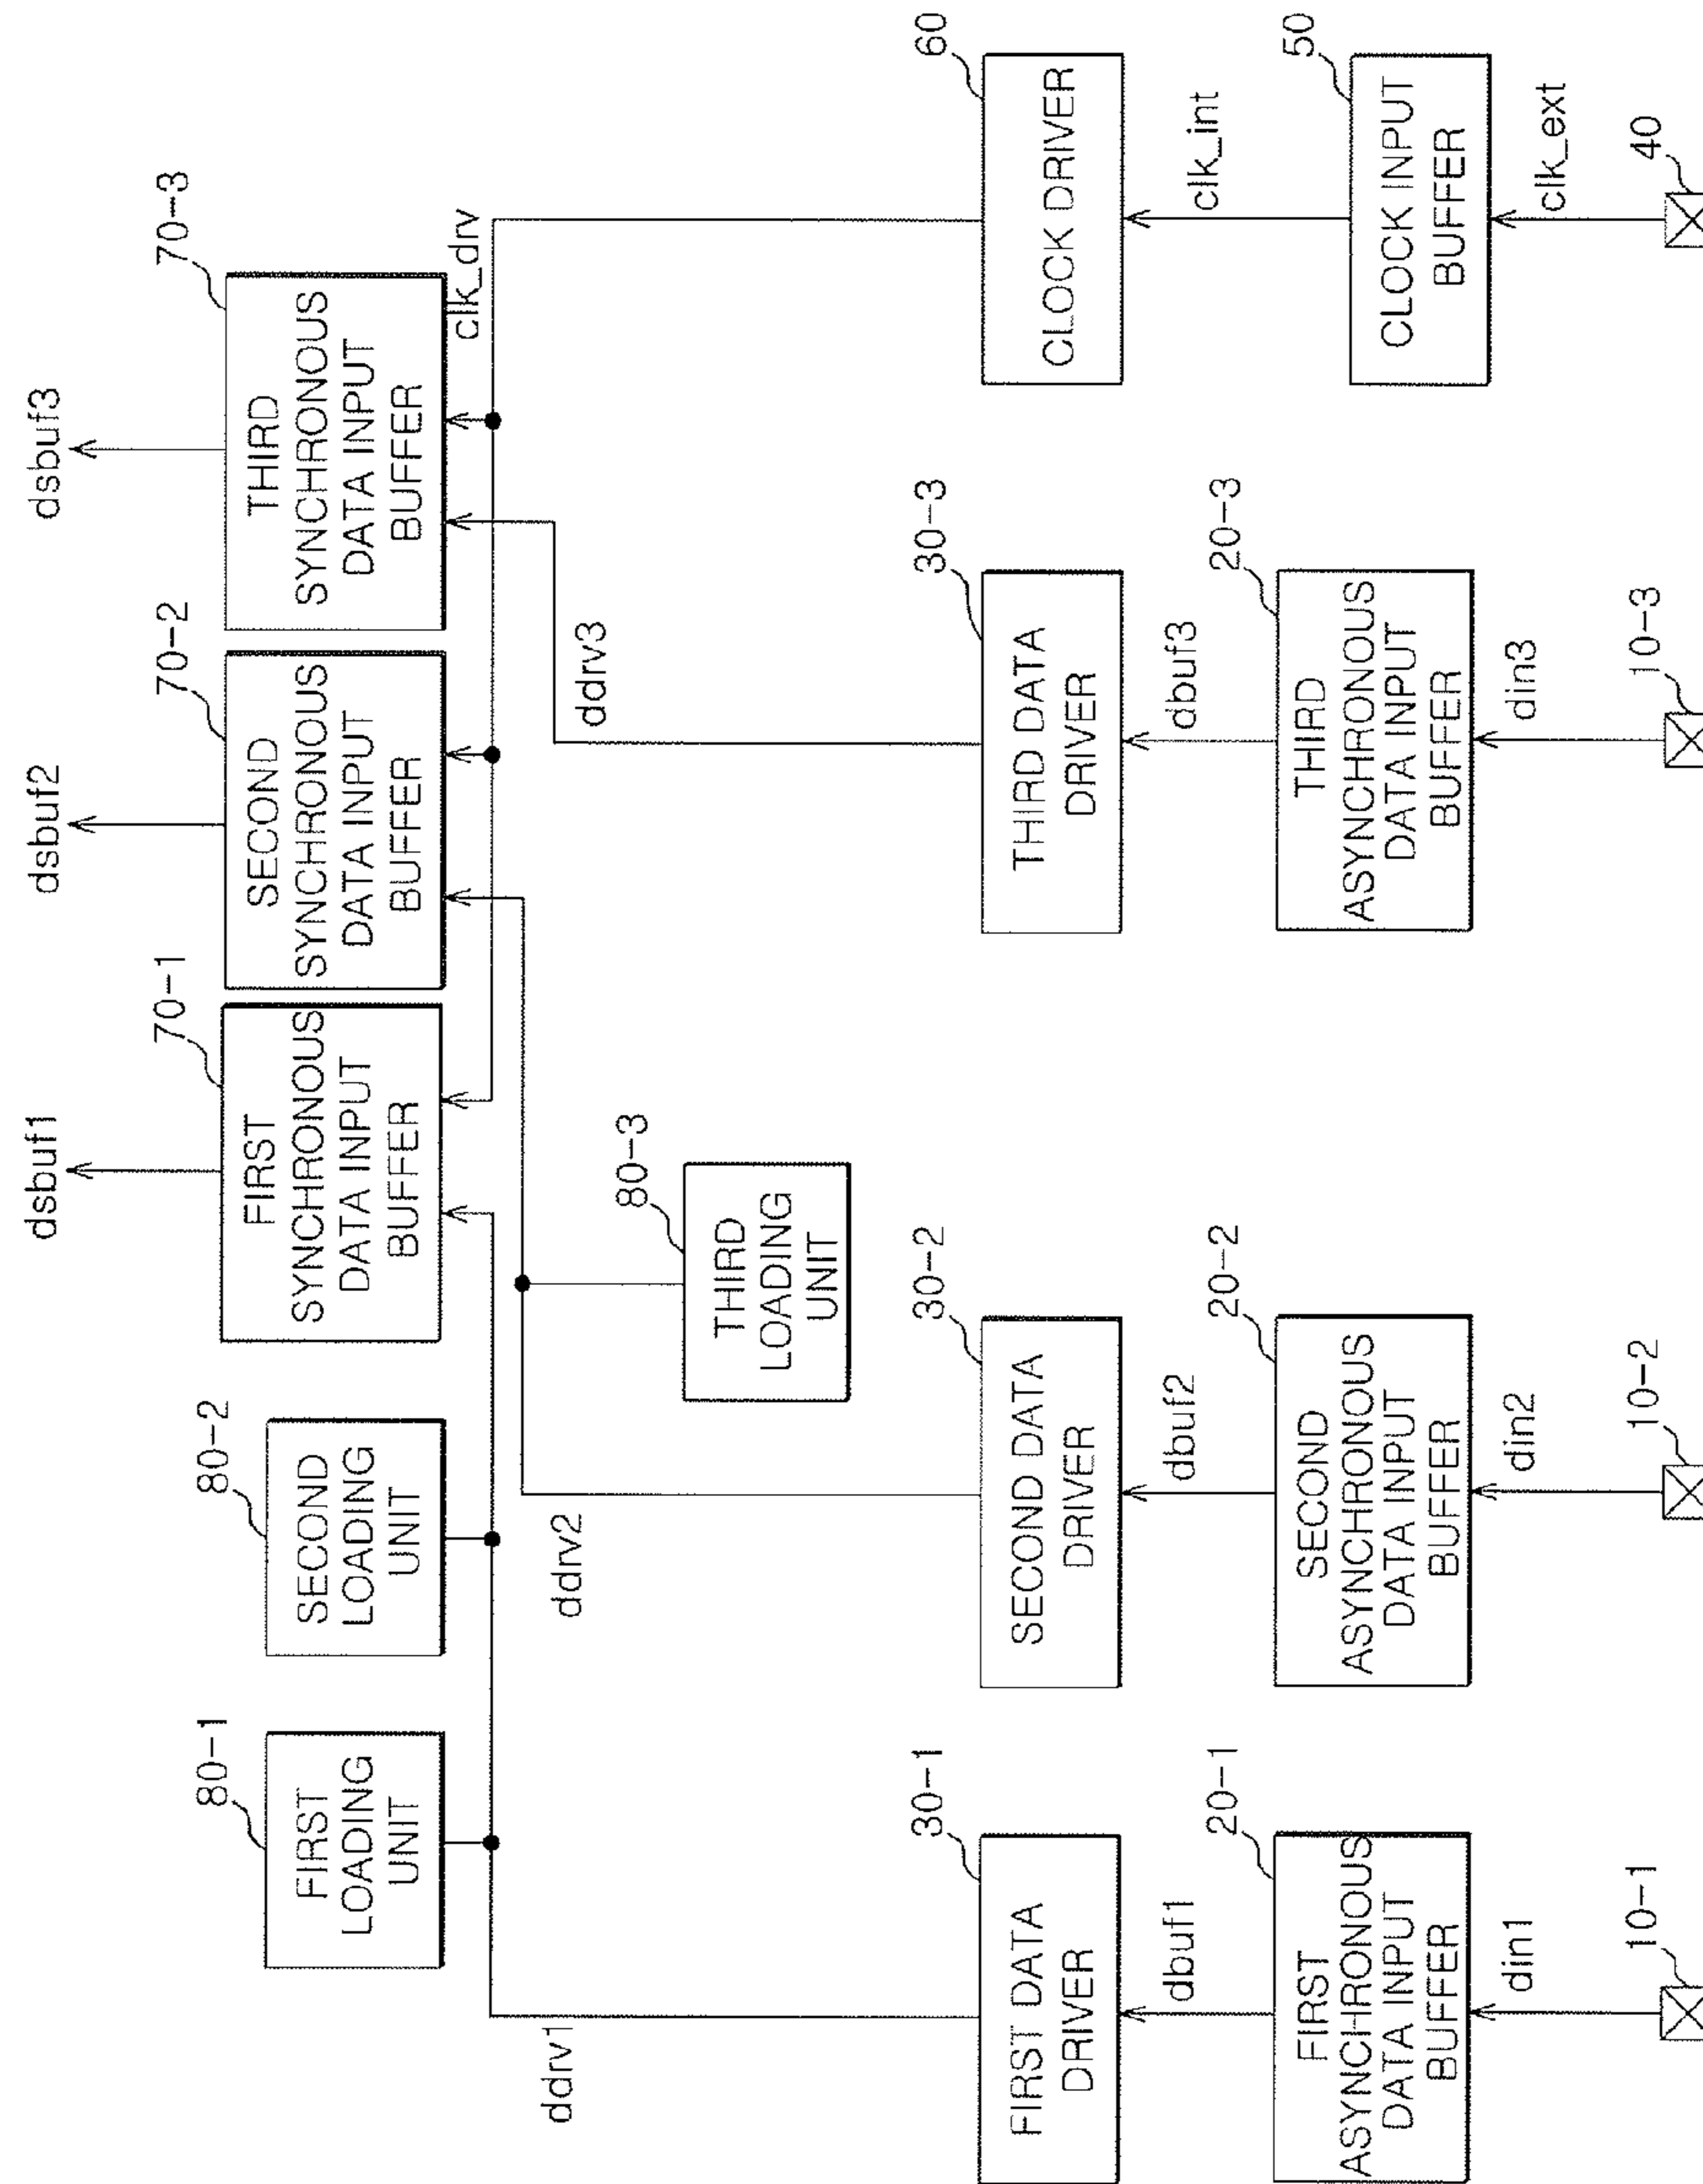 dsbuf1
dsbuf2
dsbuf3
80-1
80-2
70-1
70-2
70-3
FIRST
LOADING
UNIT
SECOND
LOADING
UNIT
FIRST
SYNCHRONOUS
DATA INPUT
BUFFER
SECOND
SYNCHRONOUS
DATA INPUT
BUFFER
THIRD
SYNCHRONOUS
DATA INPUT
BUFFER
clk_drv
ddrv1
ddrv2
ddrv3
80-3
THIRD
LOADING
UNIT
30-1
30-2
30-3
60
FIRST DATA
DRIVER
SECOND DATA
DRIVER
THIRD DATA
DRIVER
CLOCK DRIVER
dbuf1
dbuf2
dbuf3
clk_int
20-1
20-2
20-3
50
FIRST
ASYNCHRONOUS
DATA INPUT
BUFFER
SECOND
ASYNCHRONOUS
DATA INPUT
BUFFER
THIRD
ASYNCHRONOUS
DATA INPUT
BUFFER
CLOCK INPUT
BUFFER
din1
din2
din3
clk_ext
10-1
10-2
10-3
40